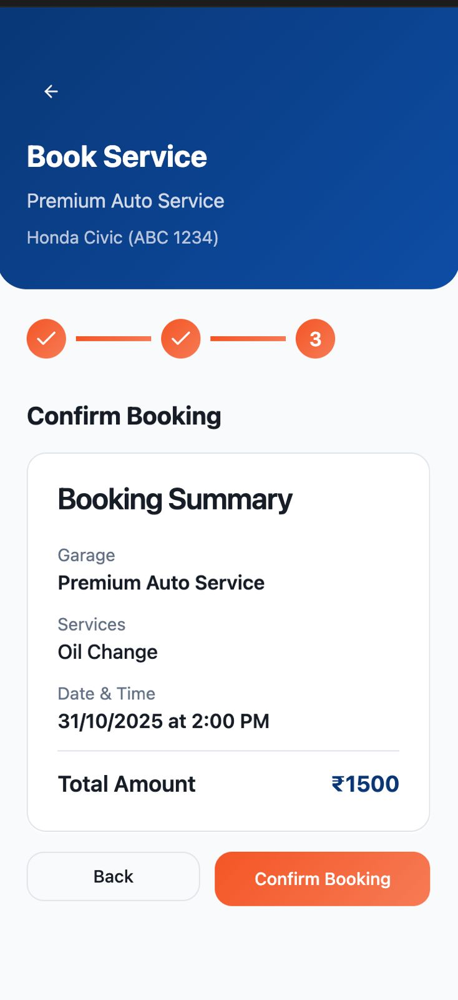 Book Service
Premium Auto Service
Honda Civic (ABC 1234)
3
Confirm Booking
Booking Summary
Garage
Premium Auto Service
Services
Oil Change
Date & Time
31/10/2025 at 2:00 PM
Total Amount ₹1500
Back Confirm Booking